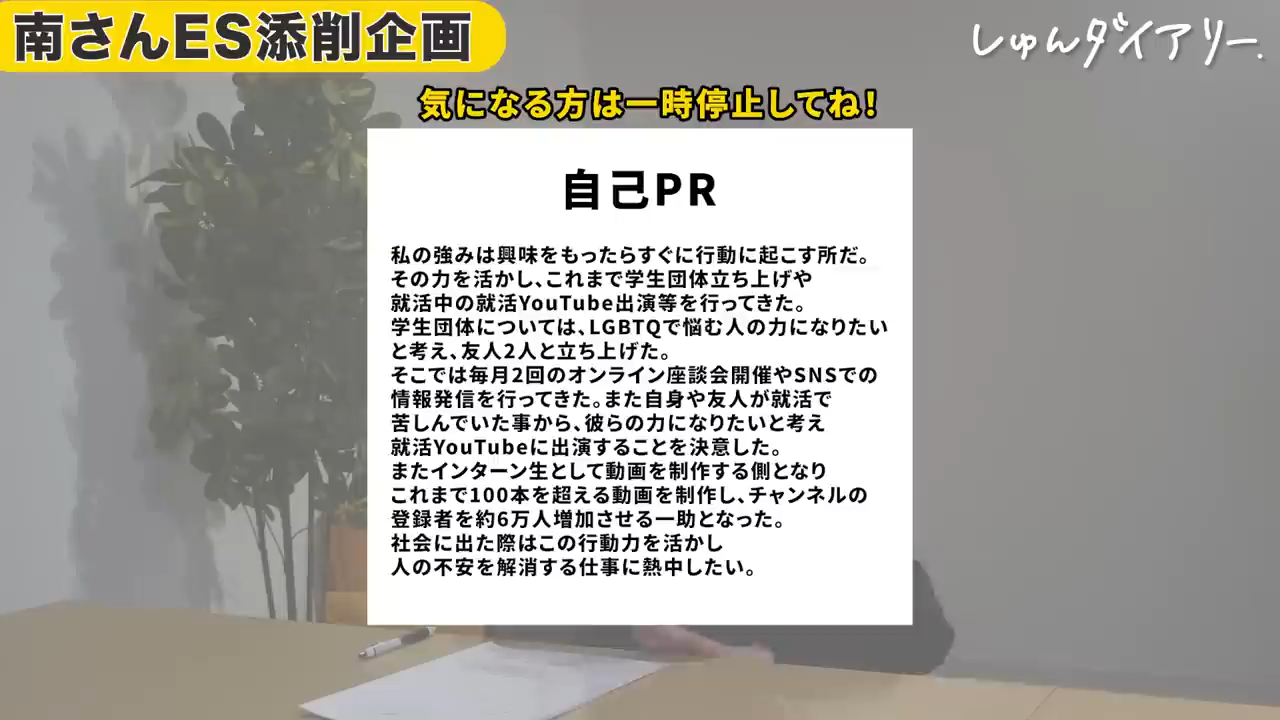 南さんES添削企画
しゅんダイアリー.
気になる方は一時停止してね!
自己PR
私の強みは興味をもったらすぐに行動に起こす所だ。
その力を活かし、これまで学生団体立ち上げや
就活中の就活YouTube出演等を行ってきた。
学生団体については、LGBTQで悩む人の力になりたい
と考え、友人2人と立ち上げた。
そこでは毎月2回のオンライン座談会開催やSNSでの
情報発信を行ってきた。また自身や友人が就活で
苦しんでいた事から、彼らの力になりたいと考え
就活YouTubeに出演することを決意した。
またインターン生として動画を制作する側となり
これまで100本を超える動画を制作し、チャンネルの
登録者を約6万人増加させる一助となった。
社会に出た際はこの行動力を活かし
人の不安を解消する仕事に熱中したい。